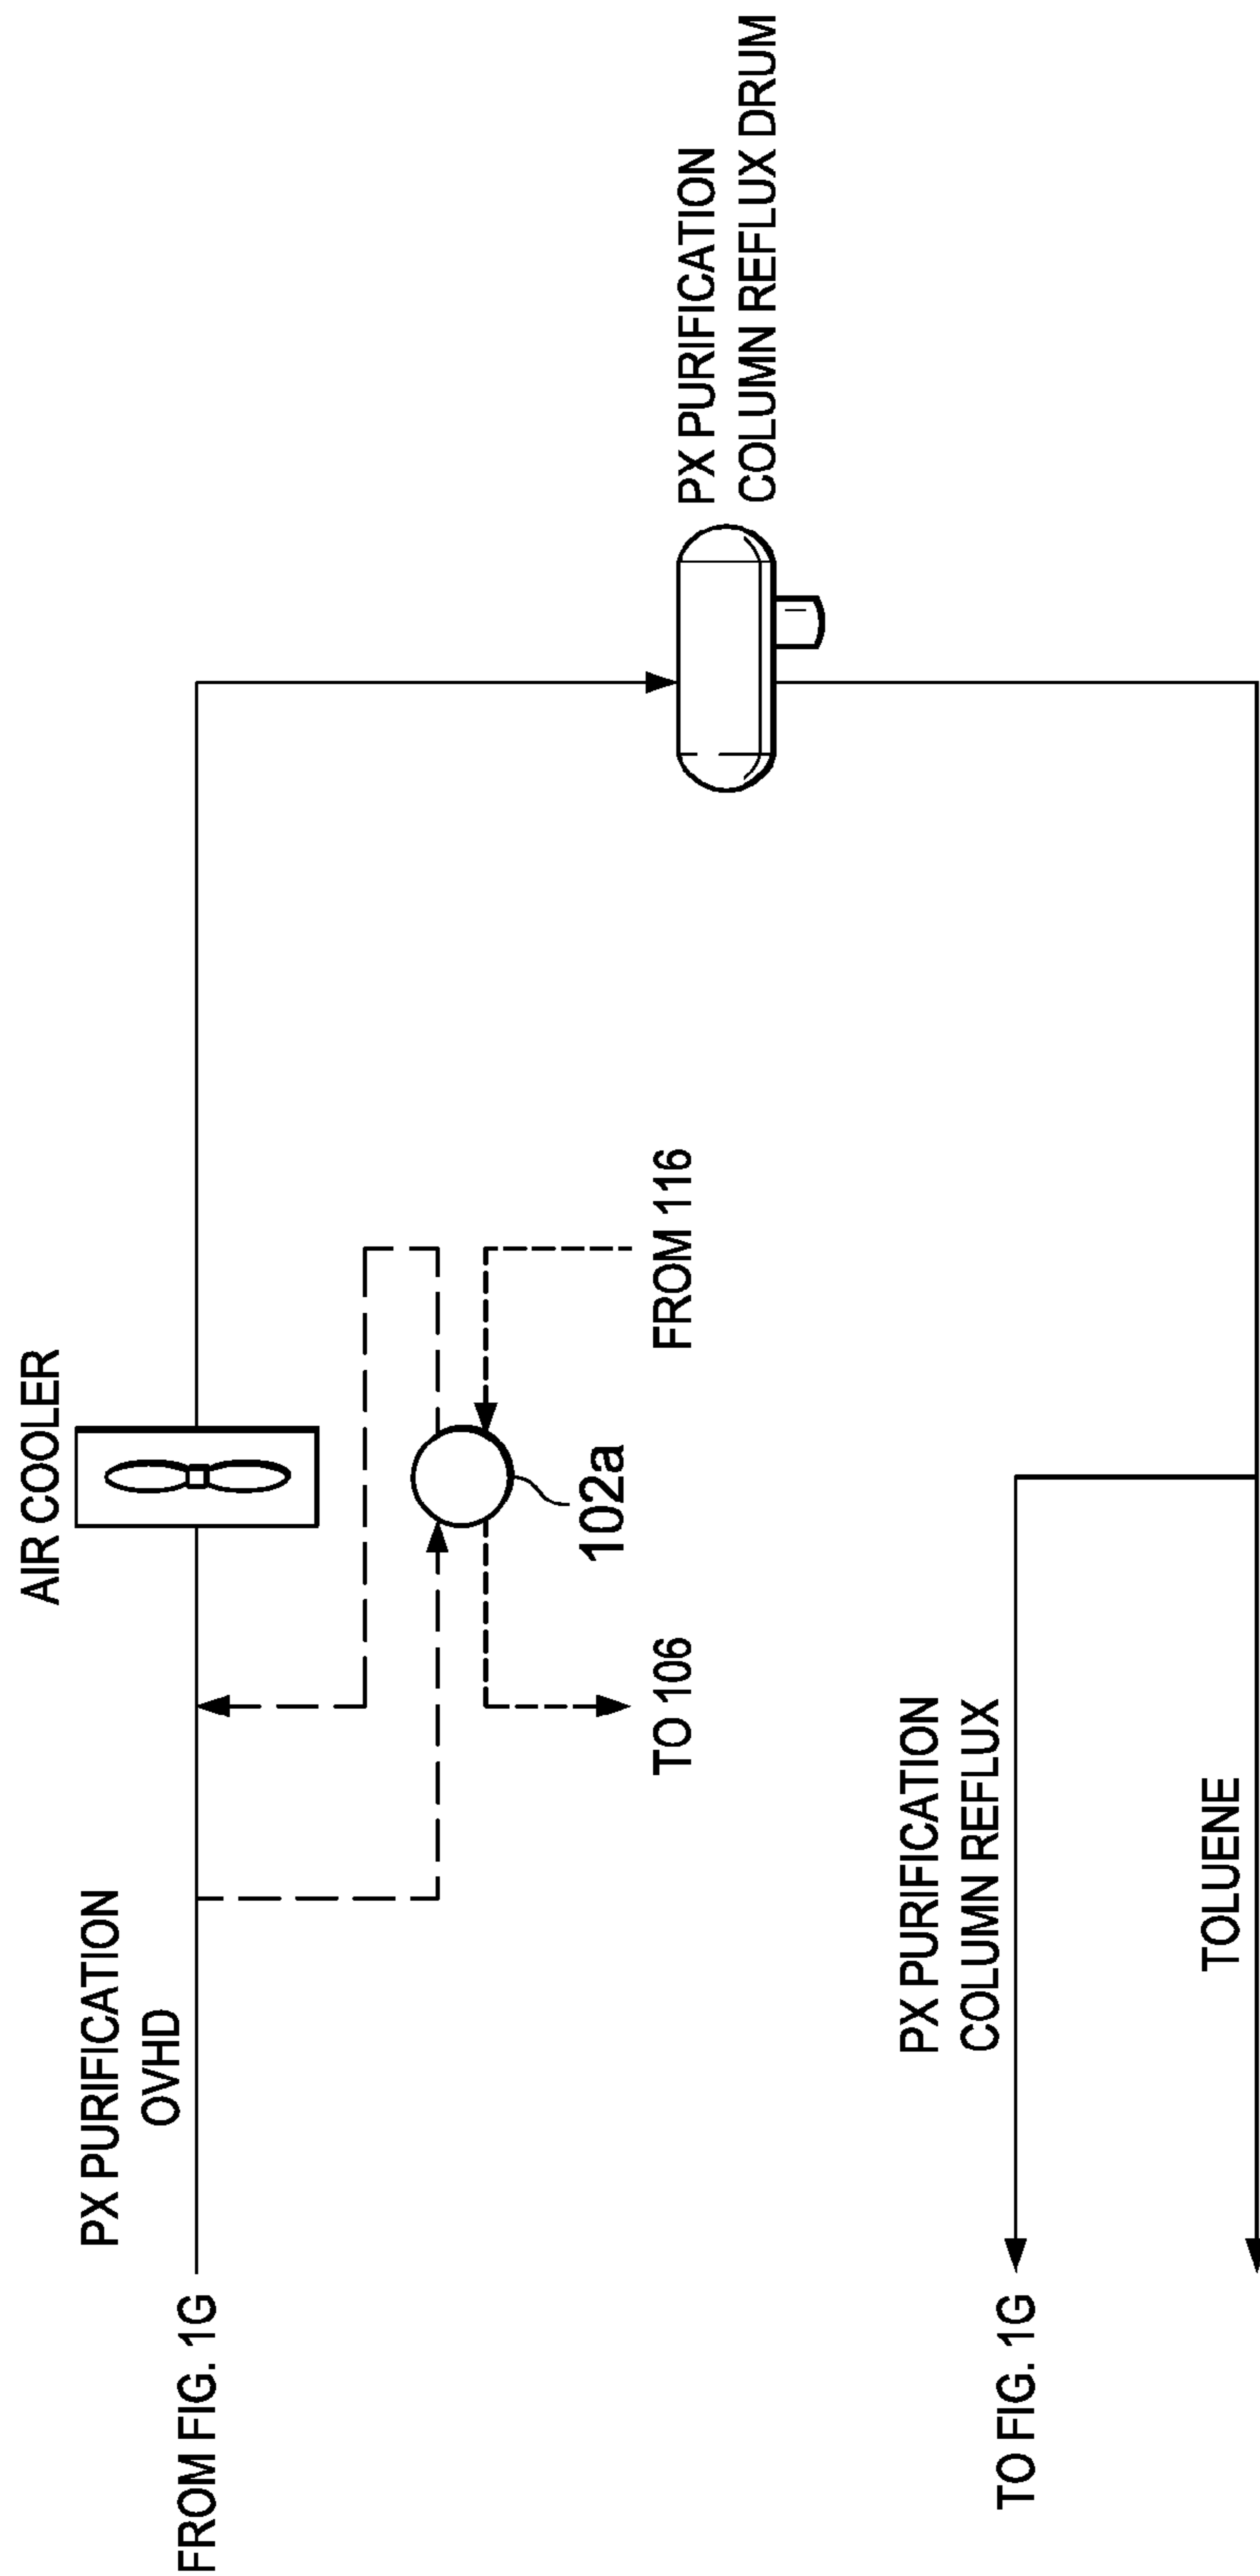 AIR COOLER
PX PURIFICATION
OVHD
FROM FIG. 1G
102a
TO 106
FROM 116
PX PURIFICATION
COLUMN REFLUX DRUM
PX PURIFICATION
COLUMN REFLUX
TO FIG. 1G
TOLUENE